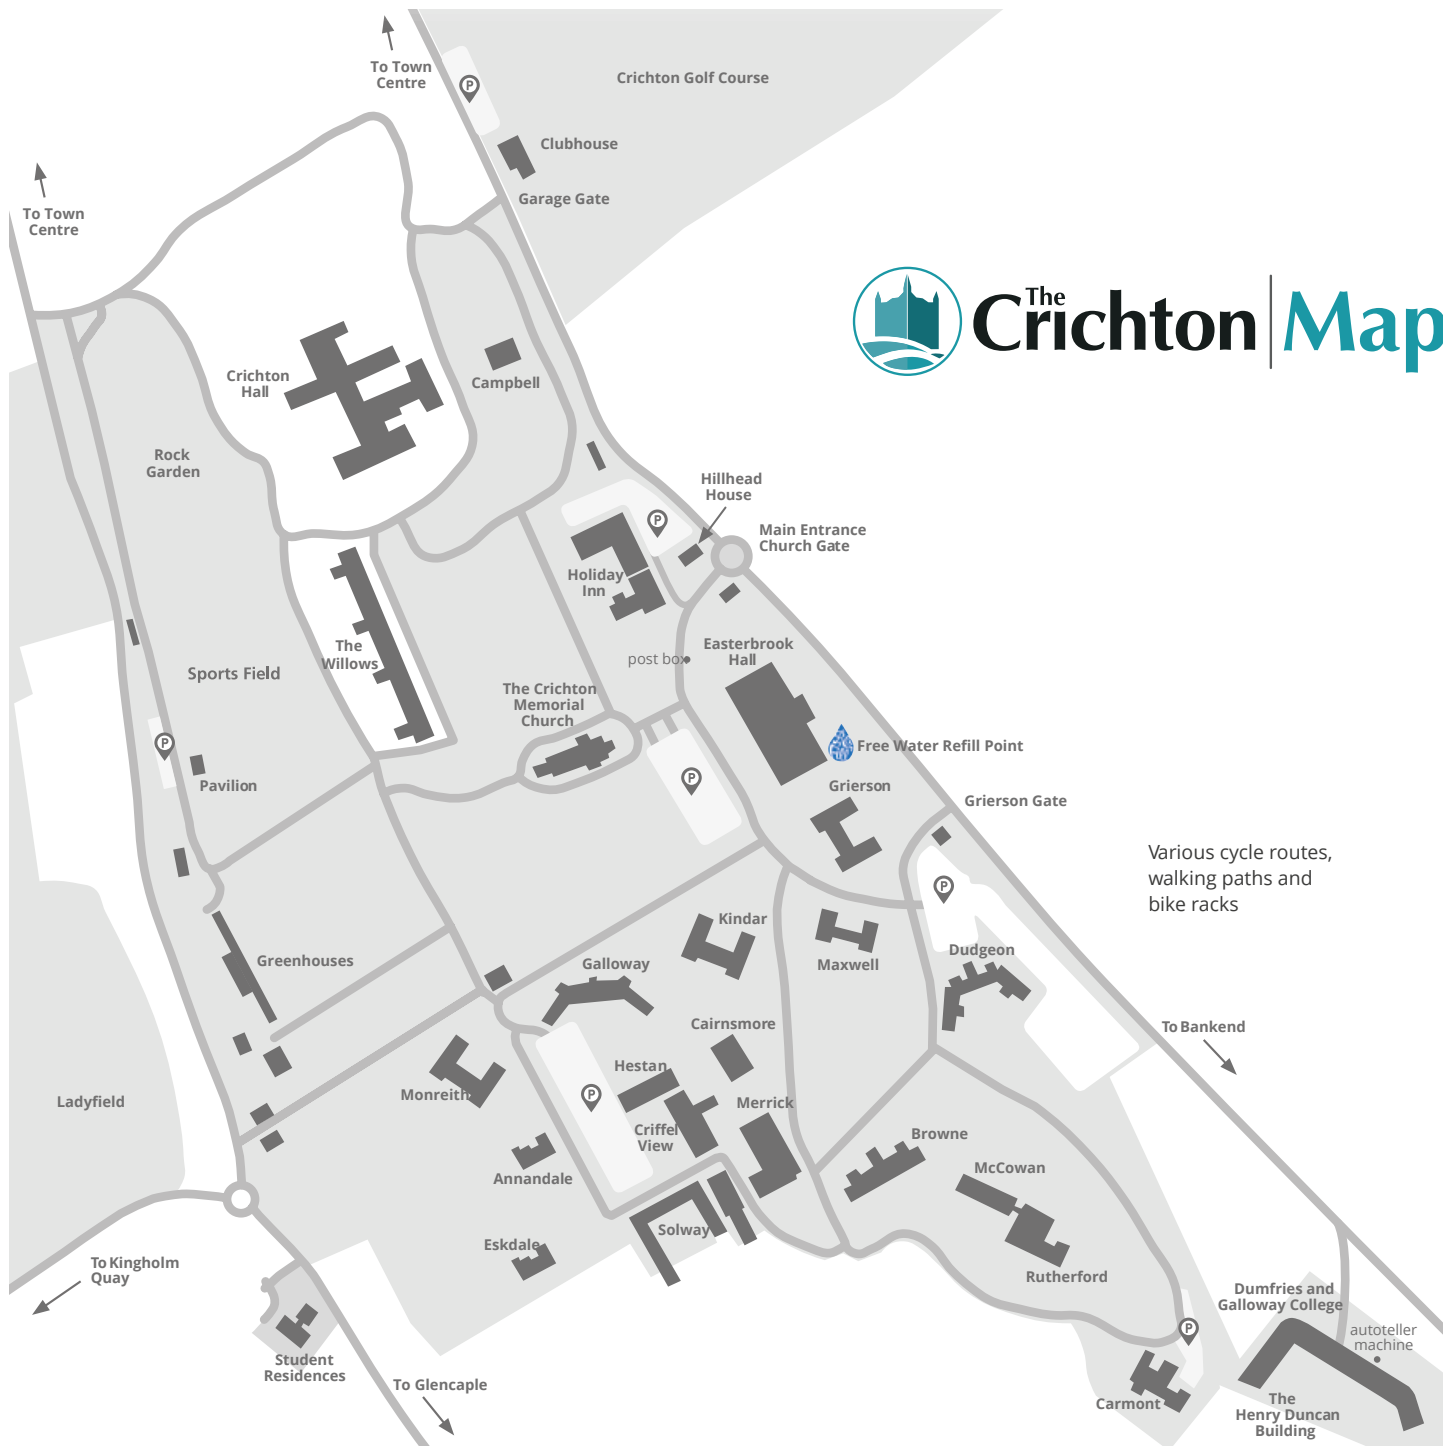 To Town
Centre
P
Crichton Golf Course
Clubhouse
Garage Gate
To Town
Centre
The
Crichton
Map
Crichton
Hall
Campbell
Rock
Garden
Hillhead
House
P
Main Entrance
Church Gate
Holiday
Inn
The
Willows
Easterbrook
Hall
post box
Sports Field
The Crichton
Memorial
Church
P
Free Water Refill Point
Pavilion
P
Grierson
Grierson Gate
Various cycle routes,
walking paths and
bike racks
P
Kindar
Maxwell
Dudgeon
Greenhouses
Galloway
Cairnsmore
To Bankend
Hestan
Monreith
P
Merrick
Ladyfield
Criffel
View
Browne
Annandale
McCowan
Solway
Eskdale
Rutherford
To Kingholm
Quay
Dumfries and
Galloway College
P
autoteller
machine
Student
Residences
To Glencaple
Carmont
The
Henry Duncan
Building